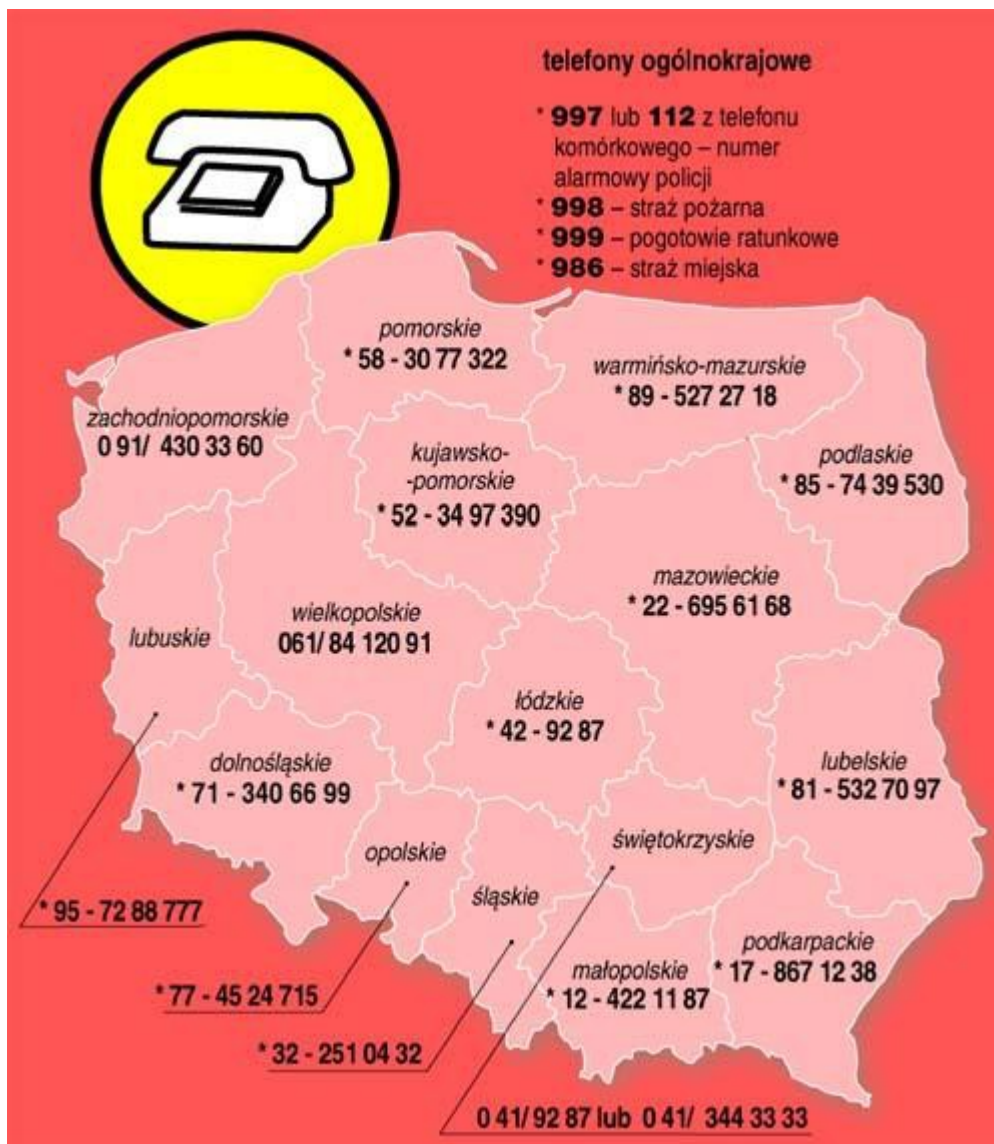 telefony ogólnokrajowe
* 997 lub 112 z telefonu
komórkowego – numer
alarmowy policji
* 998 – straż pożarna
* 999 – pogotowie ratunkowe
* 986 – straż miejska
pomorskie
* 58 - 30 77 322
warmińsko-mazurskie
* 89 - 527 27 18
zachodniopomorskie
0 91/ 430 33 60
kujawsko-
-pomorskie
* 52 - 34 97 390
podlaskie
* 85 - 74 39 530
mazowieckie
* 22 - 695 61 68
wielkopolskie
061/ 84 120 91
lubuskie
łódzkie
* 42 - 92 87
dolnośląskie
* 71 - 340 66 99
lubelskie
* 81 - 532 70 97
opolskie
świętokrzyskie
śląskie
* 95 - 72 88 777
podkarpackie
* 17 - 867 12 38
małopolskie
* 12 - 422 11 87
* 77 - 45 24 715
* 32 - 251 04 32
0 41/ 92 87 lub 0 41/ 344 33 33